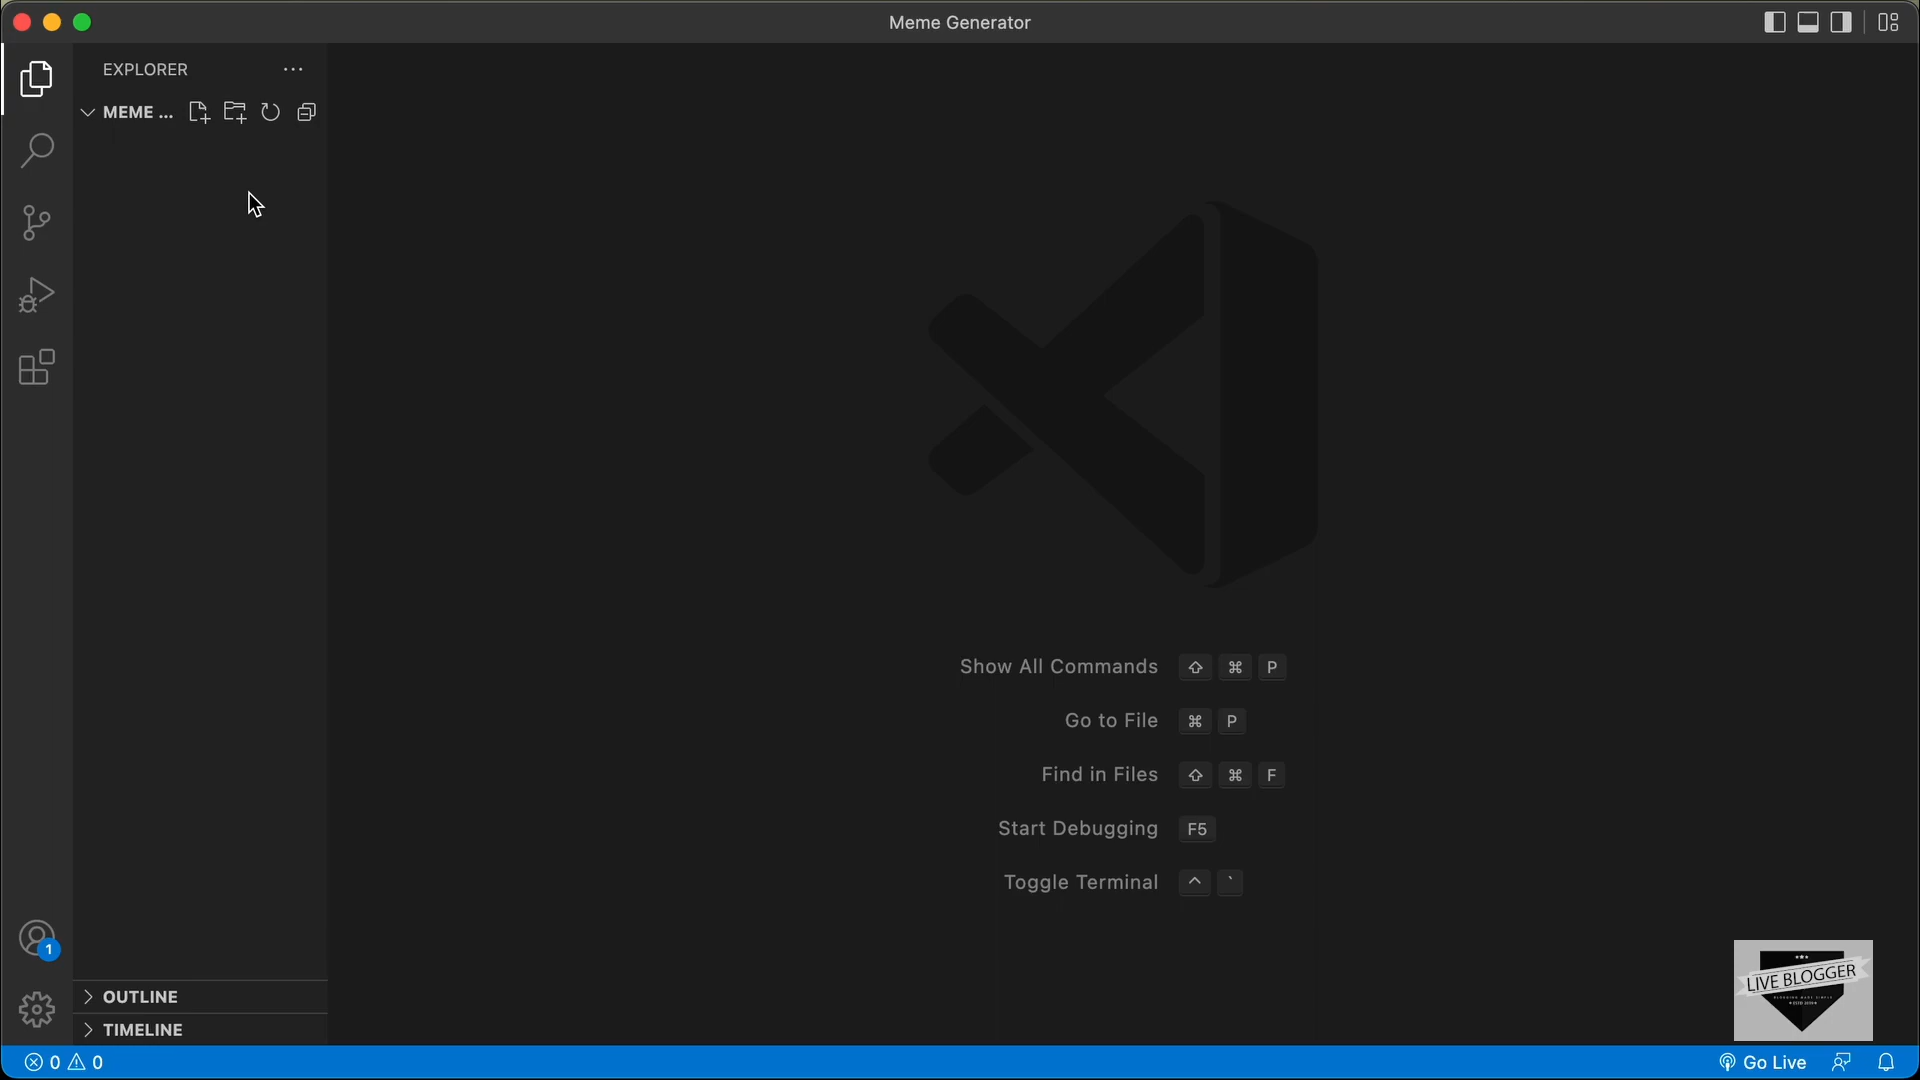 Meme Generator
EXPLORER
MEME ...
Show All Commands ⇧ ⌘ P
Go to File ⌘ P
Find in Files ⇧ ⌘ F
Start Debugging F5
Toggle Terminal ^ `
1
OUTLINE
TIMELINE
LIVE BLOGGER
0 0
Go Live